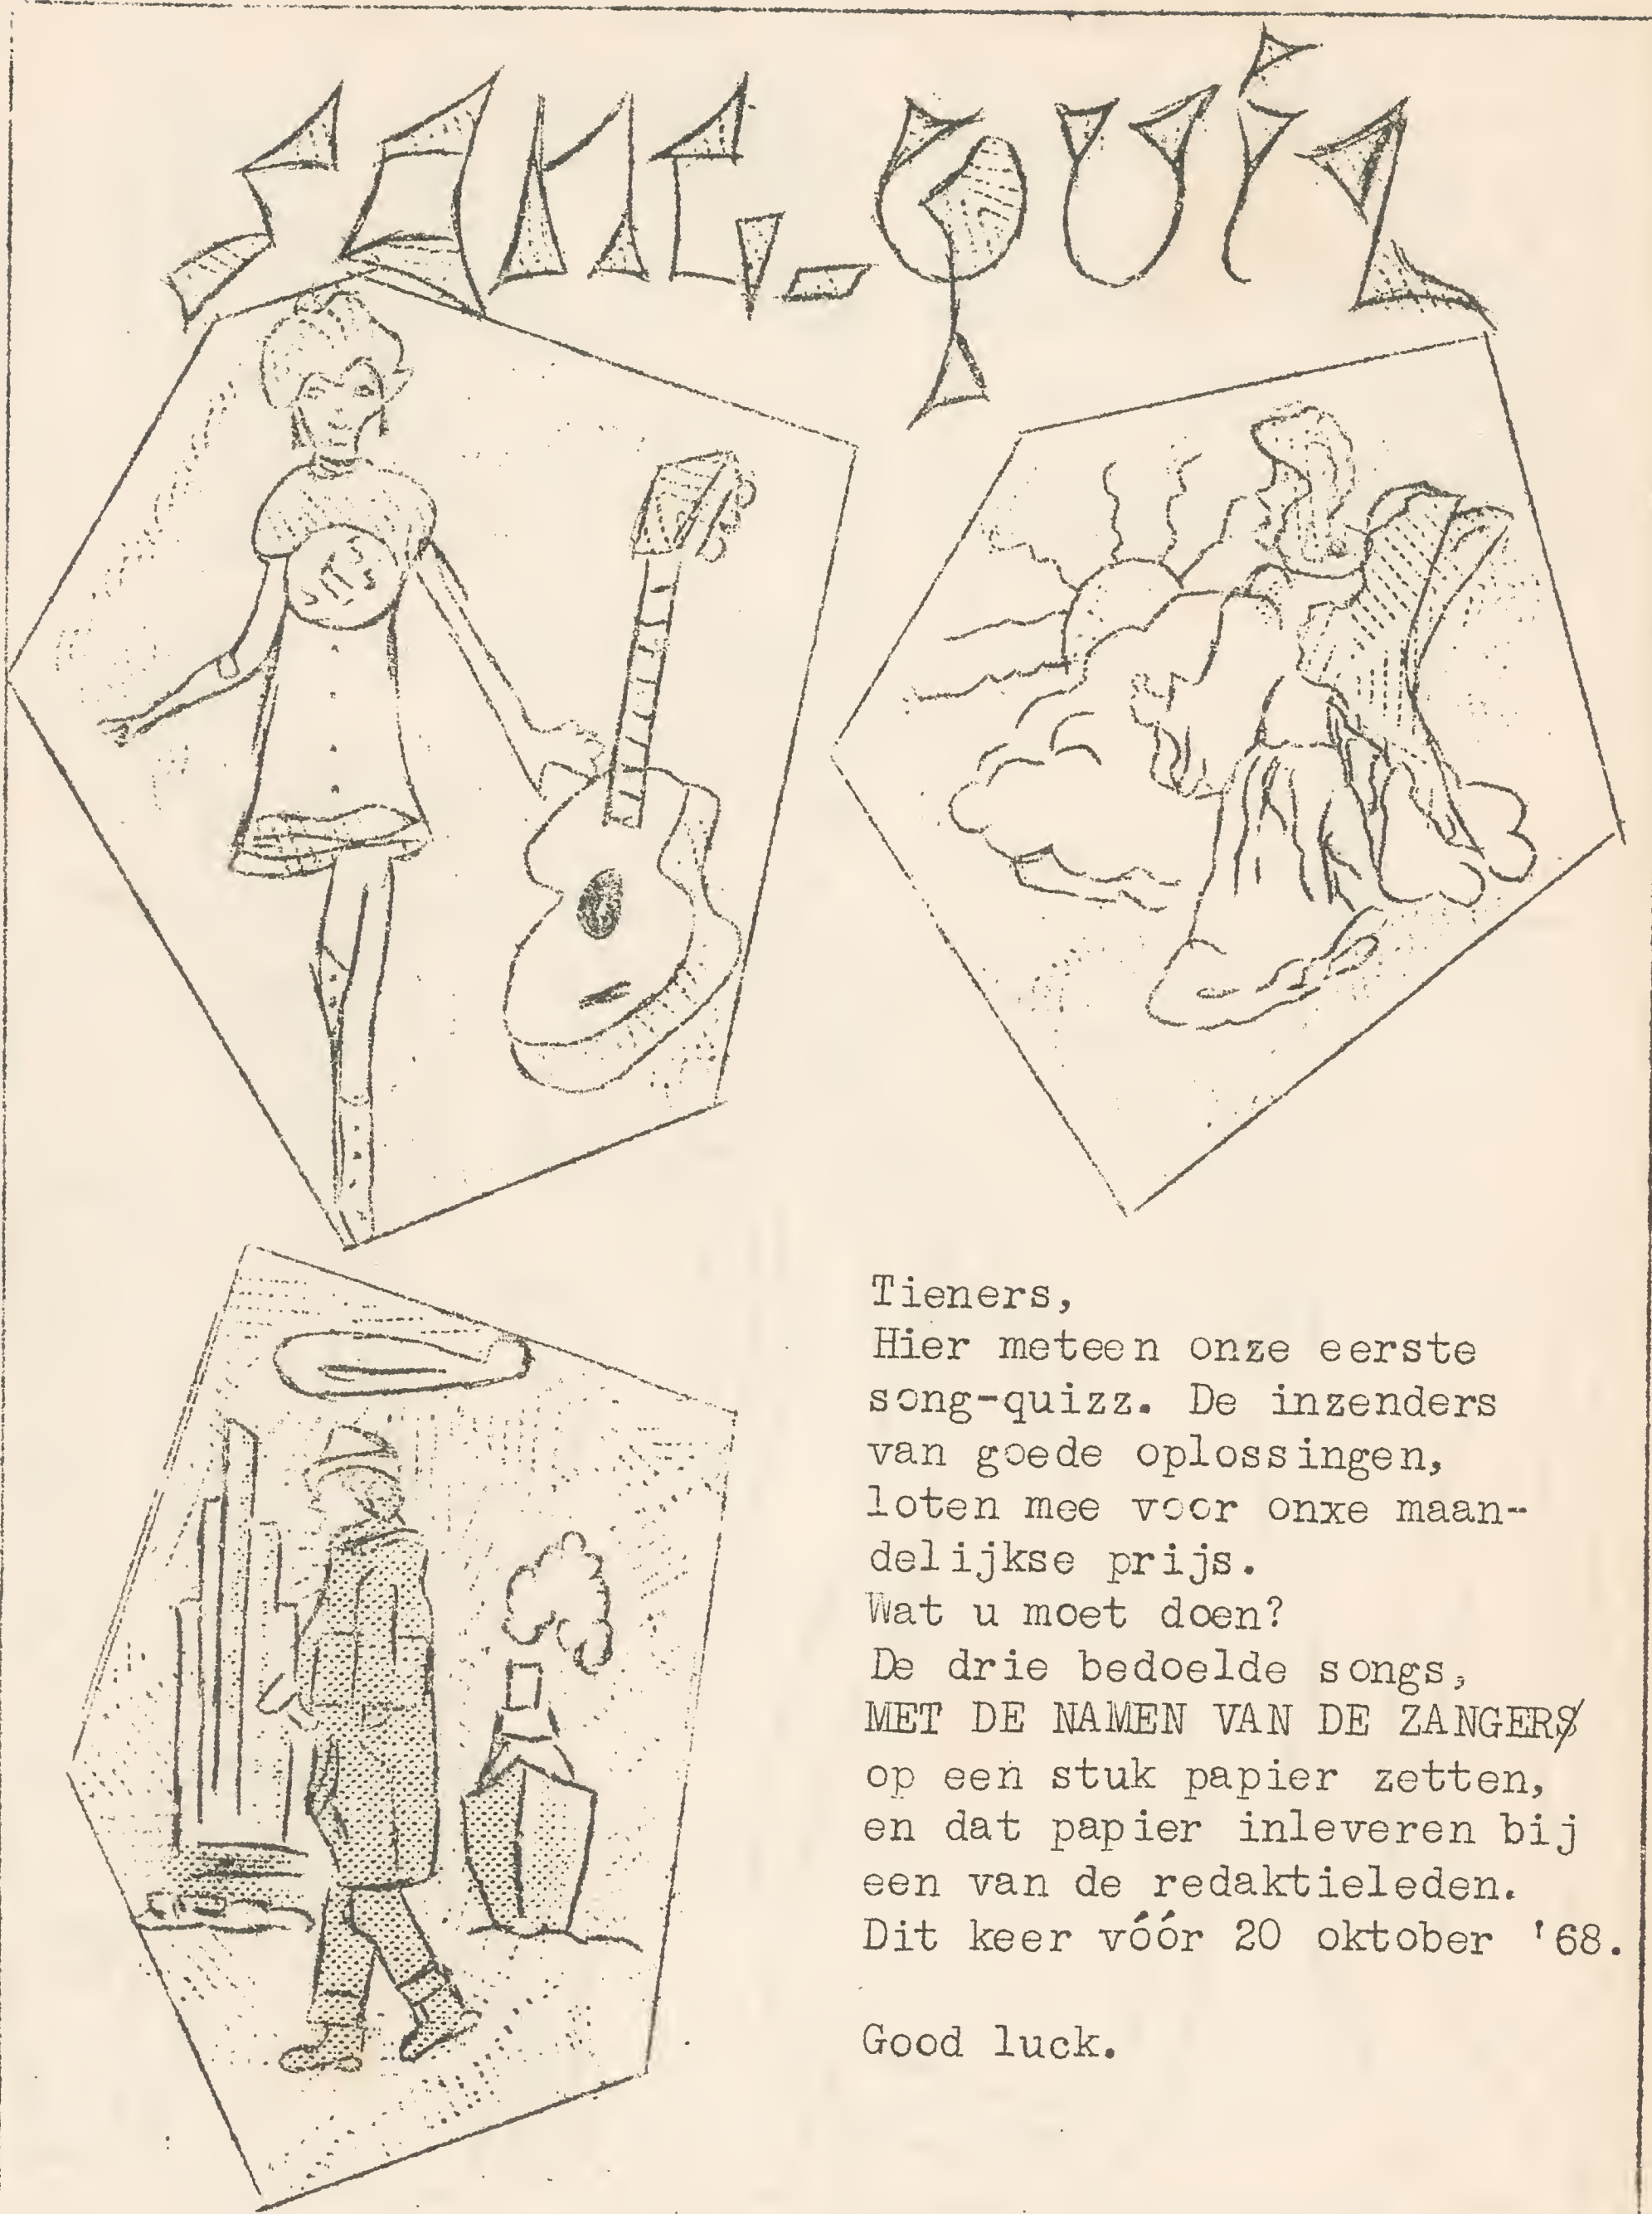 SONG-QUIZ
Tieners,
Hier meteen onze eerste
song-quizz. De inzenders
van goede oplossingen,
loten mee voor onxe maan-
delijkse prijs.
Wat u moet doen?
De drie bedoelde songs,
MET DE NAMEN VAN DE ZANGERS
op een stuk papier zetten,
en dat papier inleveren bij
een van de redaktieleden.
Dit keer vóór 20 oktober '68.
Good luck.